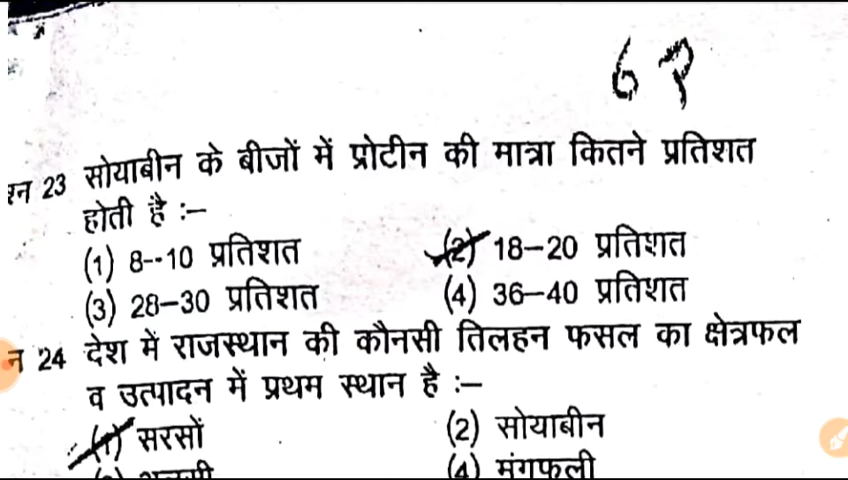 6 7
श्न 23 सोयाबीन के बीजों में प्रोटीन की मात्रा कितने प्रतिशत
होती है :–
(1) 8--10 प्रतिशत (2) 18–20 प्रतिशत
(3) 28–30 प्रतिशत (4) 36–40 प्रतिशत
न 24 देश में राजस्थान की कौनसी तिलहन फसल का क्षेत्रफल
व उत्पादन में प्रथम स्थान है :–
(1) सरसों (2) सोयाबीन
(4) मूंगफली